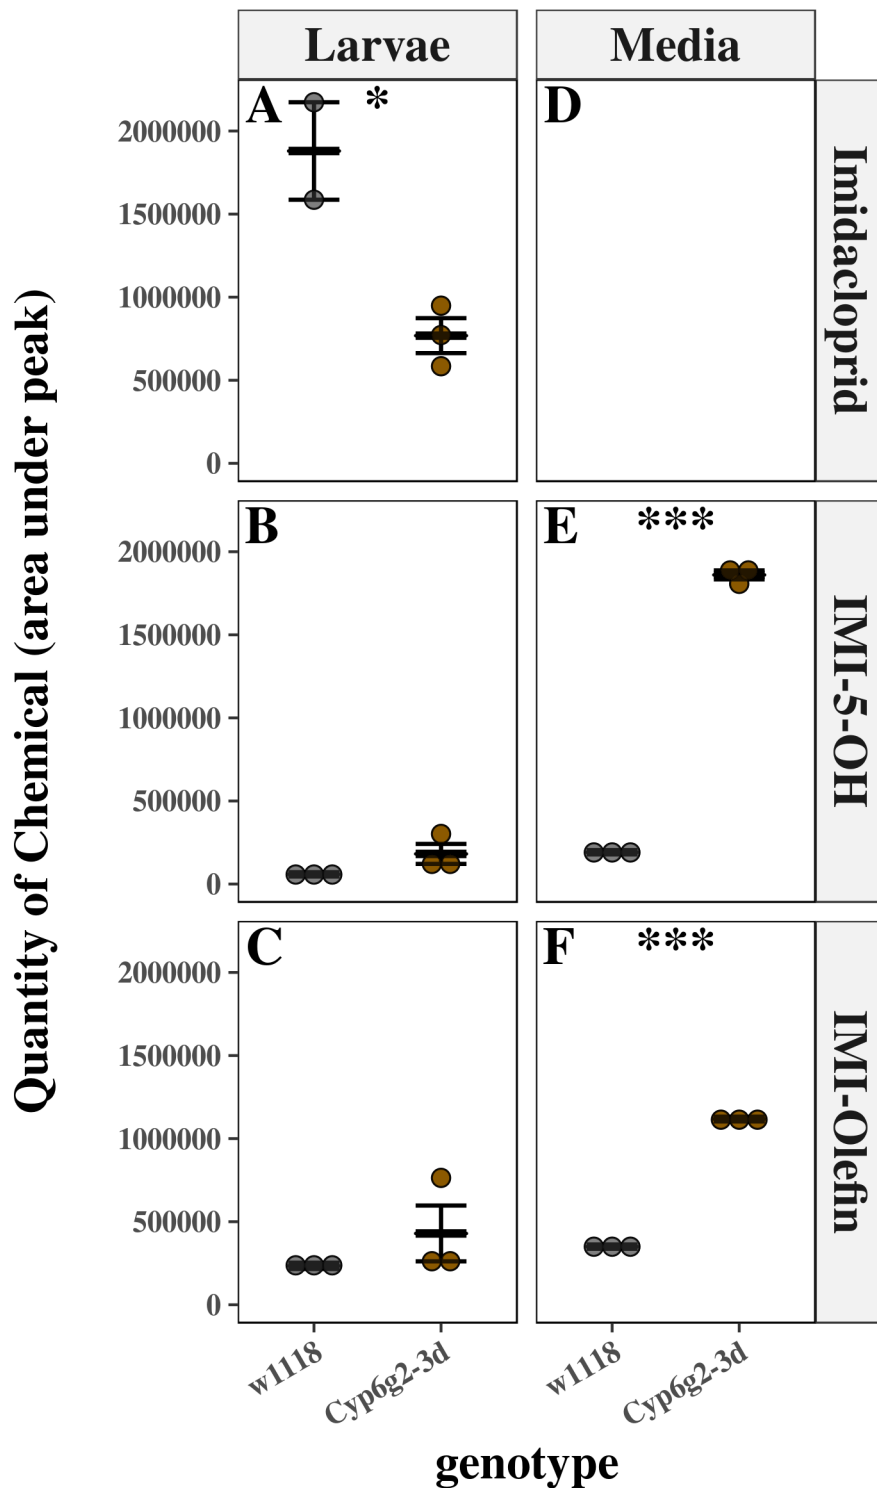 Larvae
Media
A
*
D
2000000
1500000
1000000
500000
0
Imidacloprid
B
E
***
2000000
1500000
1000000
500000
0
IMI-5-OH
C
F
***
2000000
1500000
1000000
500000
0
IMI-Olefin
Quantity of Chemical (area under peak)
w1118
Cyp6g2-3d
w1118
Cyp6g2-3d
genotype